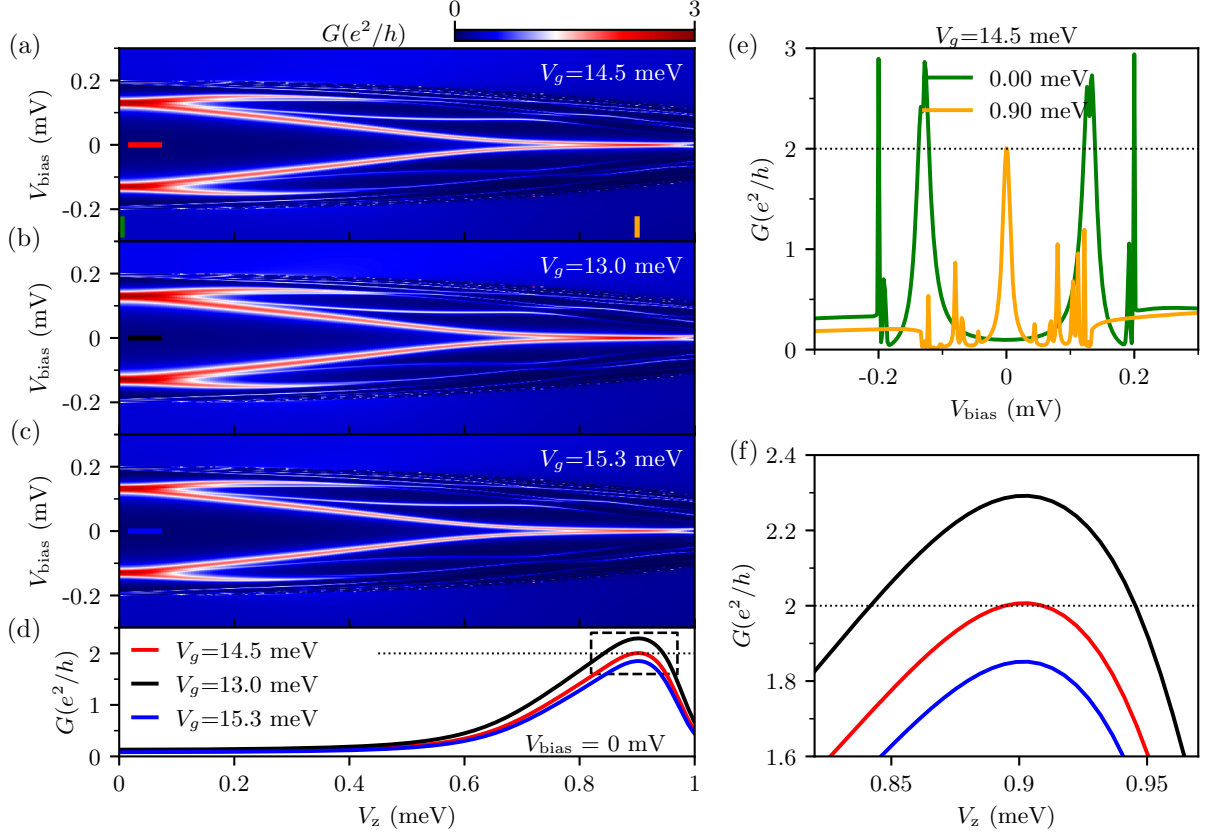 0
3
G(e²/h)
(a)
V_g=14.5 meV
0.2
0
-0.2
V_bias (mV)
(b)
V_g=13.0 meV
0.2
0
-0.2
V_bias (mV)
(c)
V_g=15.3 meV
0.2
0
-0.2
V_bias (mV)
(d)
2
1
0
G(e²/h)
V_g=14.5 meV
V_g=13.0 meV
V_g=15.3 meV
V_bias = 0 mV
0 0.2 0.4 0.6 0.8 1
V_z (meV)
(e)
V_g=14.5 meV
0.00 meV
0.90 meV
3
2
1
0
G(e²/h)
-0.2 0 0.2
V_bias (mV)
(f)
2.4
2.2
2
1.8
1.6
G(e²/h)
0.85 0.9 0.95
V_z (meV)